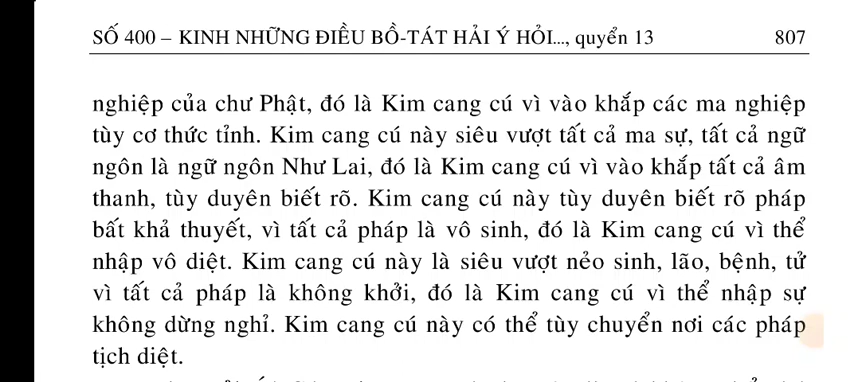 SỐ 400 – KINH NHỮNG ĐIỀU BỒ-TÁT HẢI Ý HỎI..., quyển 13 807
nghiệp của chư Phật, đó là Kim cang cú vì vào khắp các ma nghiệp
tùy cơ thức tỉnh. Kim cang cú này siêu vượt tất cả ma sự, tất cả ngữ
ngôn là ngữ ngôn Như Lai, đó là Kim cang cú vì vào khắp tất cả âm
thanh, tùy duyên biết rõ. Kim cang cú này tùy duyên biết rõ pháp
bất khả thuyết, vì tất cả pháp là vô sinh, đó là Kim cang cú vì thể
nhập vô diệt. Kim cang cú này là siêu vượt nẻo sinh, lão, bệnh, tử
vì tất cả pháp là không khởi, đó là Kim cang cú vì thể nhập sự
không dừng nghỉ. Kim cang cú này có thể tùy chuyển nơi các pháp
tịch diệt.